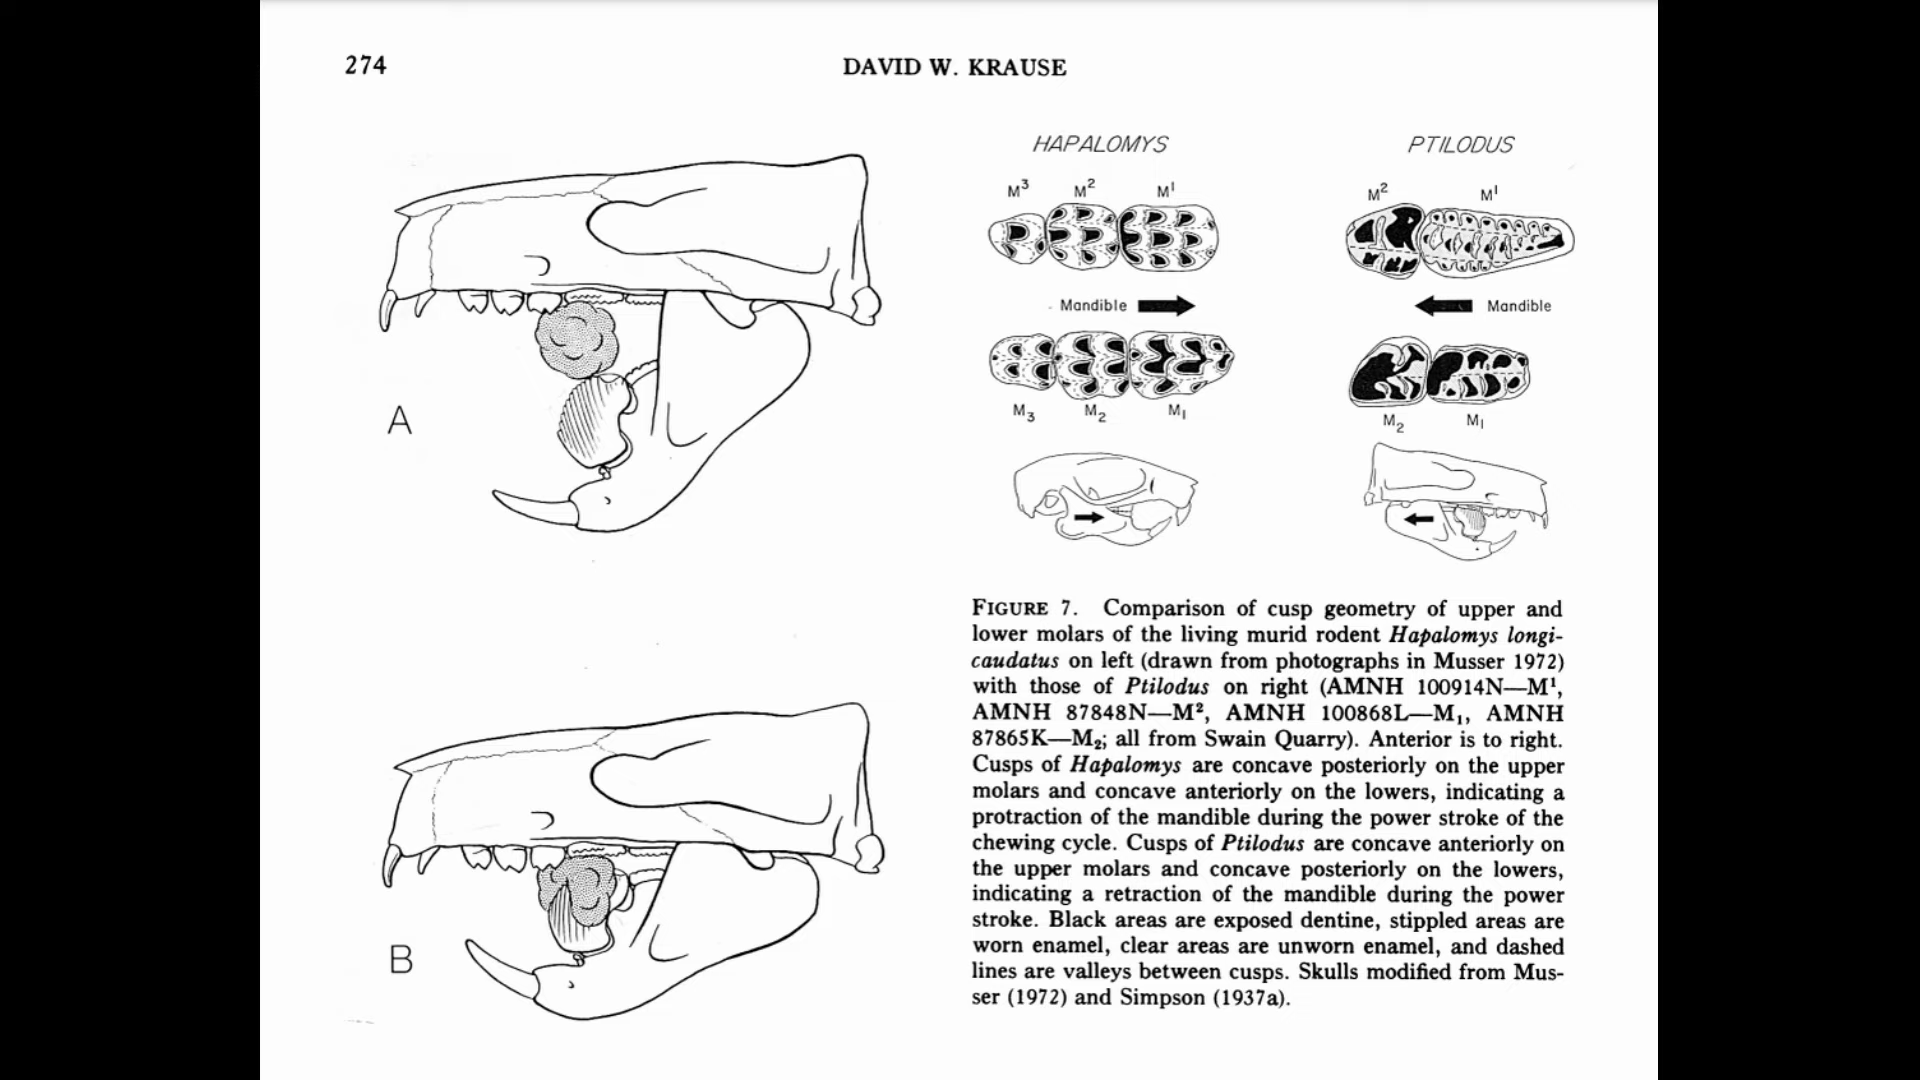 274
DAVID W. KRAUSE
A
B
HAPALOMYS
PTILODUS
M³ M² M¹
M² M¹
Mandible
Mandible
M₃ M₂ M₁
M₂ M₁
FIGURE 7. Comparison of cusp geometry of upper and
lower molars of the living murid rodent Hapalomys longi-
caudatus on left (drawn from photographs in Musser 1972)
with those of Ptilodus on right (AMNH 100914N—M¹,
AMNH 87848N—M², AMNH 100868L—M₁, AMNH
87865K—M₂; all from Swain Quarry). Anterior is to right.
Cusps of Hapalomys are concave posteriorly on the upper
molars and concave anteriorly on the lowers, indicating a
protraction of the mandible during the power stroke of the
chewing cycle. Cusps of Ptilodus are concave anteriorly on
the upper molars and concave posteriorly on the lowers,
indicating a retraction of the mandible during the power
stroke. Black areas are exposed dentine, stippled areas are
worn enamel, clear areas are unworn enamel, and dashed
lines are valleys between cusps. Skulls modified from Mus-
ser (1972) and Simpson (1937a).